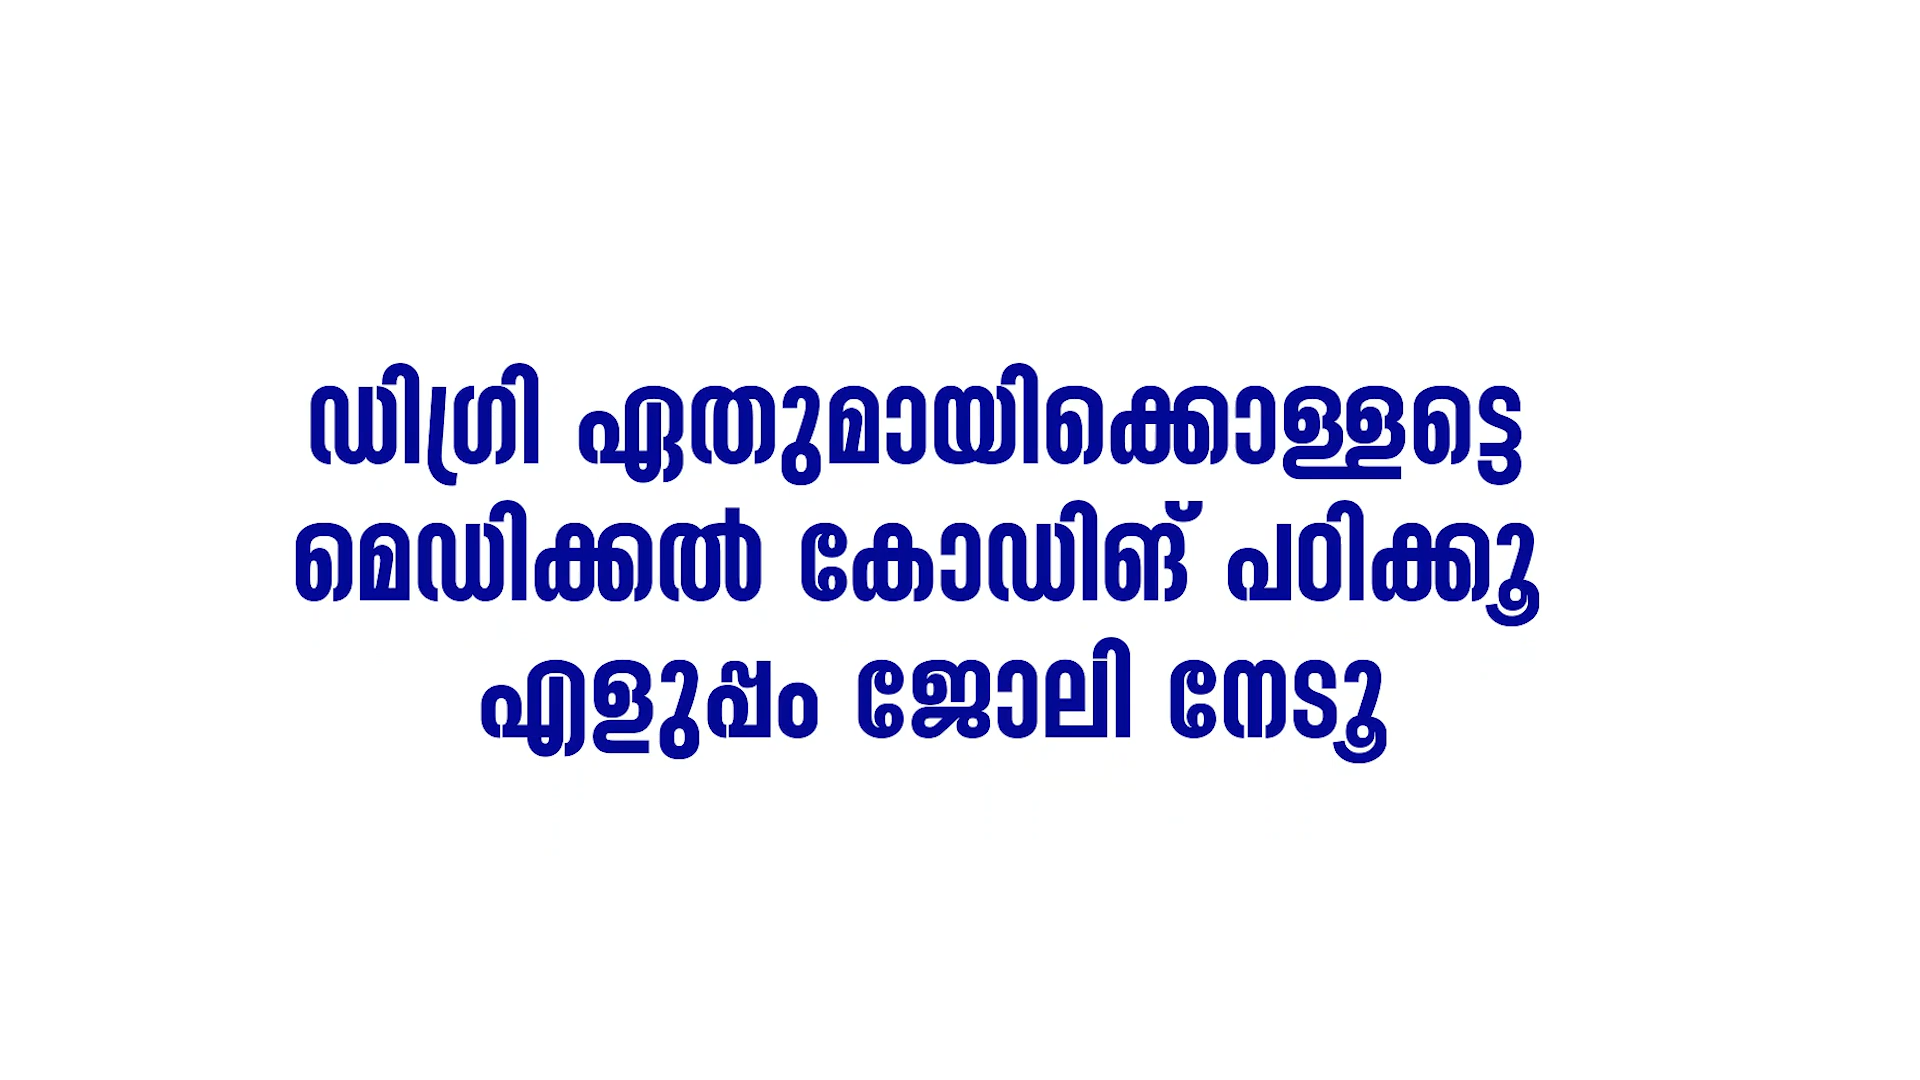 ഡിഗ്രി ഏതുമായിക്കൊള്ളട്ടെ
മെഡിക്കൽ കോഡിങ് പഠിക്കൂ
എളുപ്പം ജോലി നേടൂ